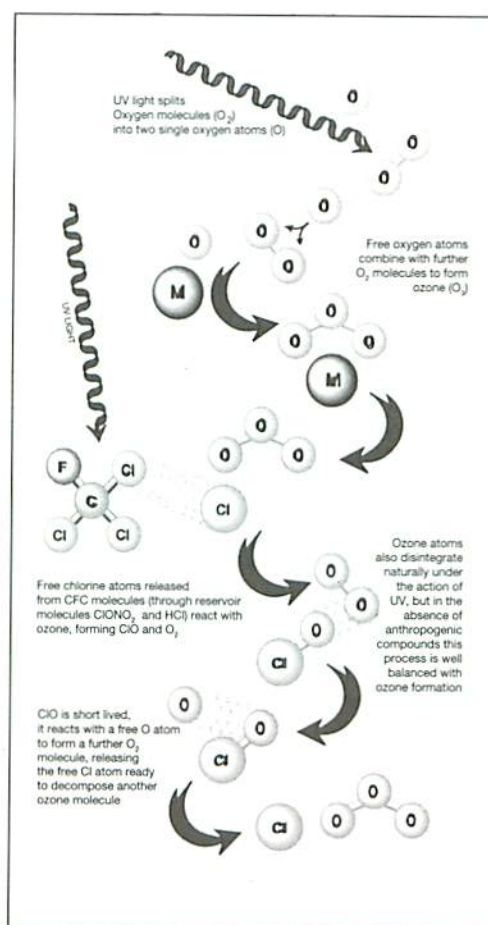 UV light splits
Oxygen molecules (O₂)
into two single oxygen atoms (O)
O
O
O
O
O
O
O
Free oxygen atoms
combine with further
O₂ molecules to form
ozone (O₃)
M
O
O
O
M
UV LIGHT
O
O
O
F
Cl
C
Cl
Cl
Cl
Free chlorine atoms released
from CFC molecules (through reservoir
molecules ClONO₂ and HCl) react with
ozone, forming ClO and O₂
O
O
O
Cl
Ozone atoms
also disintegrate
naturally under
the action of
UV, but in the
absence of
anthropogenic
compounds this
process is well
balanced with
ozone formation
ClO is short lived,
it reacts with a free O atom
to form a further O₂
molecule, releasing
the free Cl atom ready
to decompose another
ozone molecule
O
O
Cl
Cl
O
O
O